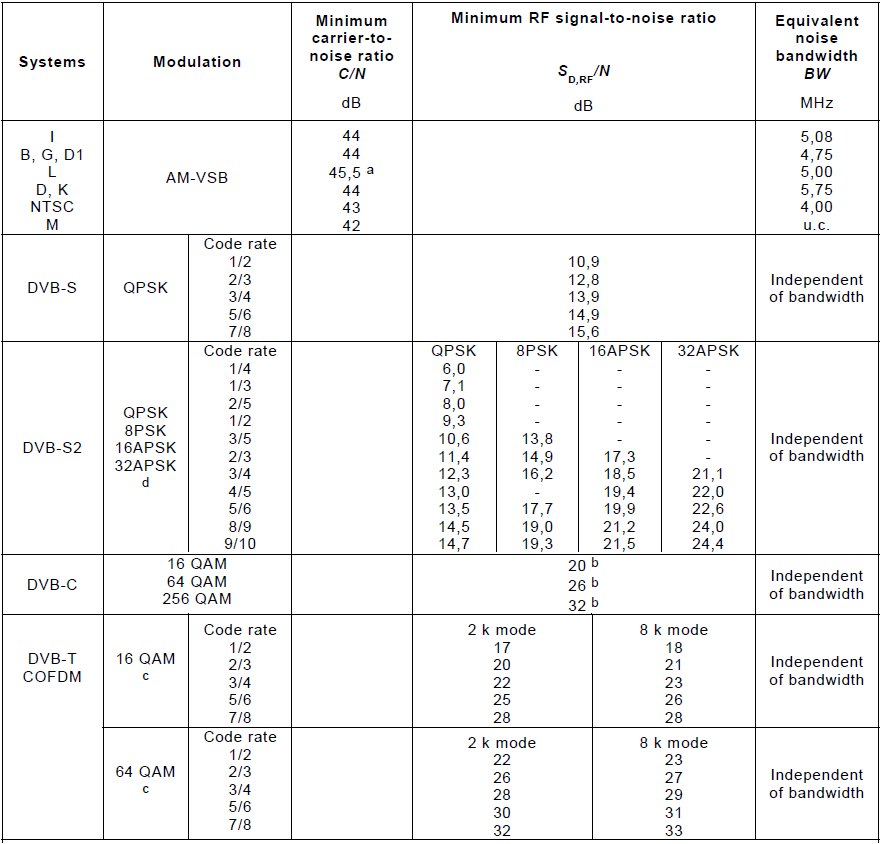 Systems Modulation Minimum carrier-to-noise ratio C/N dB Minimum RF signal-to-noise ratio S_D,RF/N dB Equivalent noise bandwidth BW MHz
I AM-VSB 44 5,08
B, G, D1 44 4,75
L 45,5 a 5,00
D, K 44 5,75
NTSC 43 4,00
M 42 u.c.
DVB-S QPSK Independent of bandwidth
Code rate
1/2 10,9
2/3 12,8
3/4 13,9
5/6 14,9
7/8 15,6
DVB-S2 QPSK 8PSK 16APSK 32APSK d Independent of bandwidth
Code rate QPSK 8PSK 16APSK 32APSK
1/4 6,0 - - -
1/3 7,1 - - -
2/5 8,0 - - -
1/2 9,3 - - -
3/5 10,6 13,8 - -
2/3 11,4 14,9 17,3 -
3/4 12,3 16,2 18,5 21,1
4/5 13,0 - 19,4 22,0
5/6 13,5 17,7 19,9 22,6
8/9 14,5 19,0 21,2 24,0
9/10 14,7 19,3 21,5 24,4
DVB-C Independent of bandwidth
16 QAM 20 b
64 QAM 26 b
256 QAM 32 b
DVB-T COFDM 16 QAM c Independent of bandwidth
Code rate 2 k mode 8 k mode
1/2 17 18
2/3 20 21
3/4 22 23
5/6 25 26
7/8 28 28
64 QAM c Independent of bandwidth
Code rate 2 k mode 8 k mode
1/2 22 23
2/3 26 27
3/4 28 29
5/6 30 31
7/8 32 33